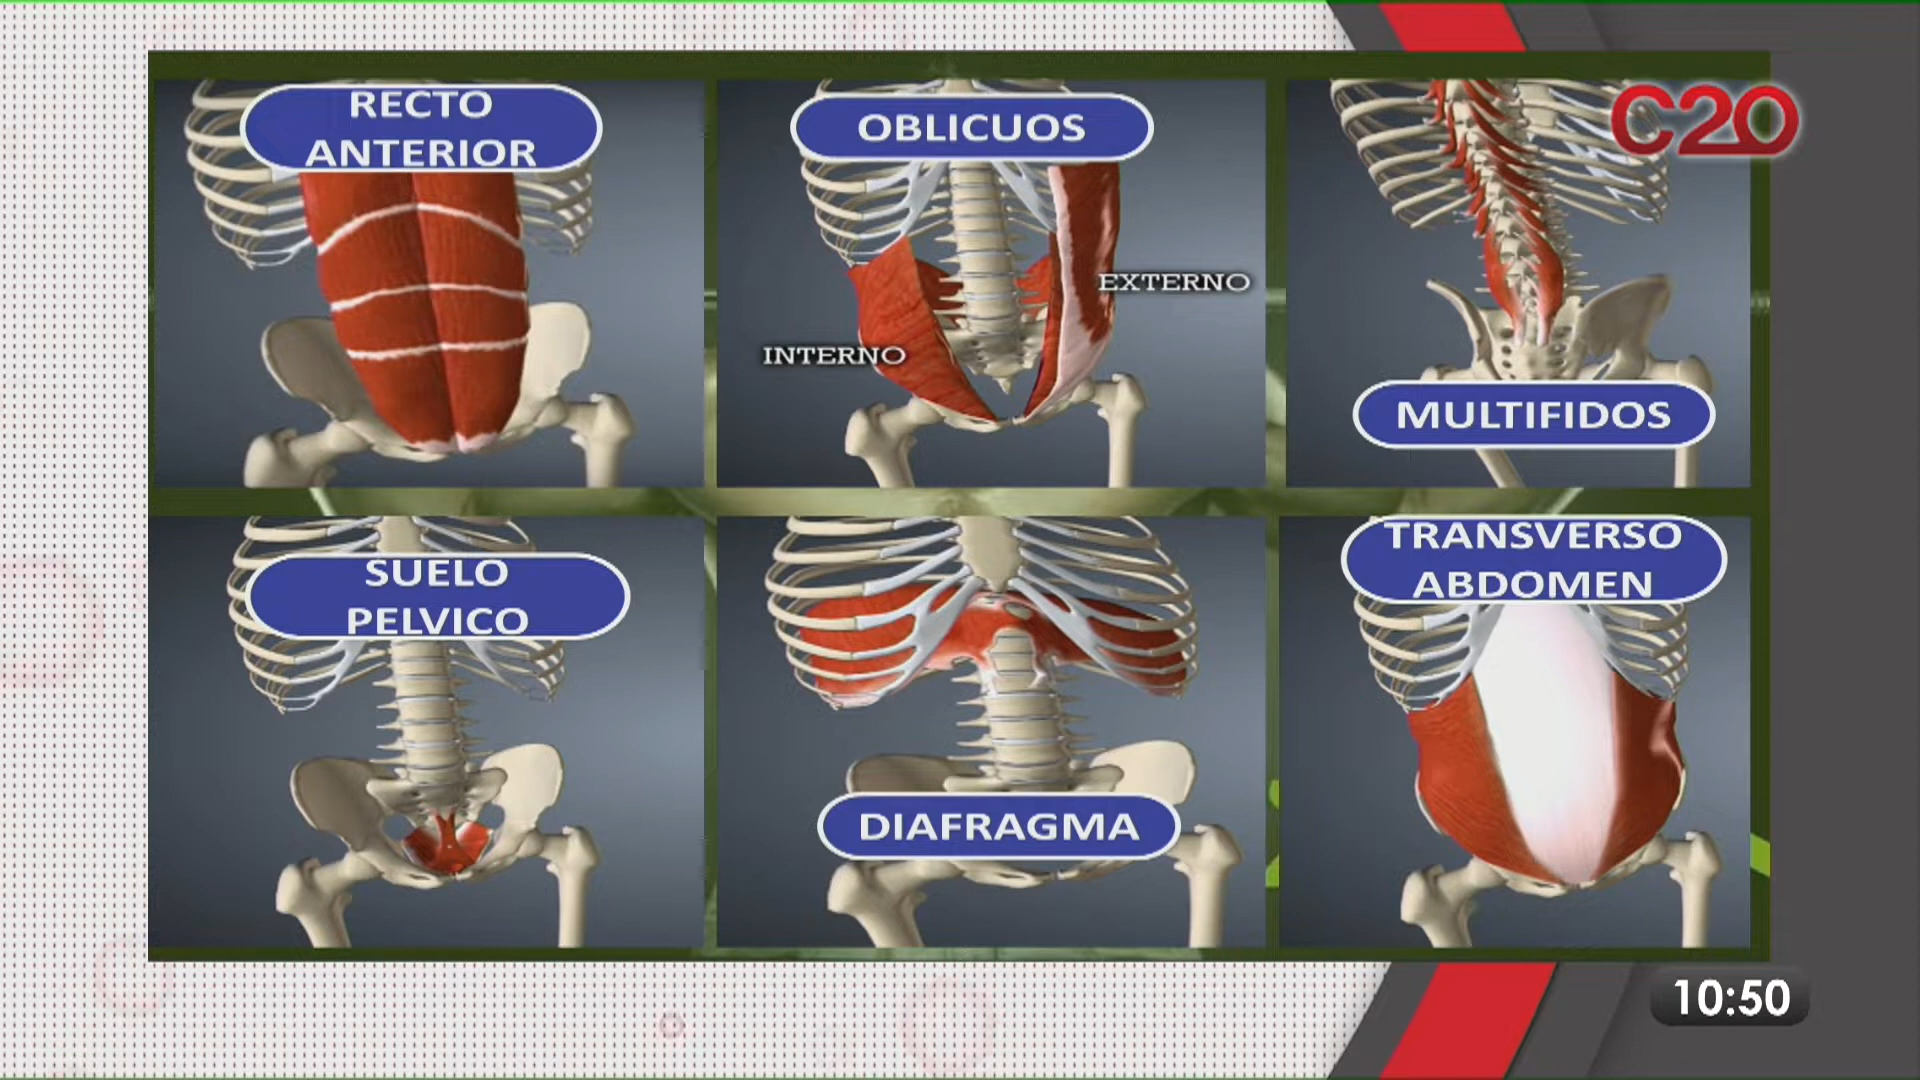 RECTO
ANTERIOR
OBLICUOS
EXTERNO
INTERNO
C20
MULTIFIDOS
SUELO
PELVICO
DIAFRAGMA
TRANSVERSO
ABDOMEN
10:50